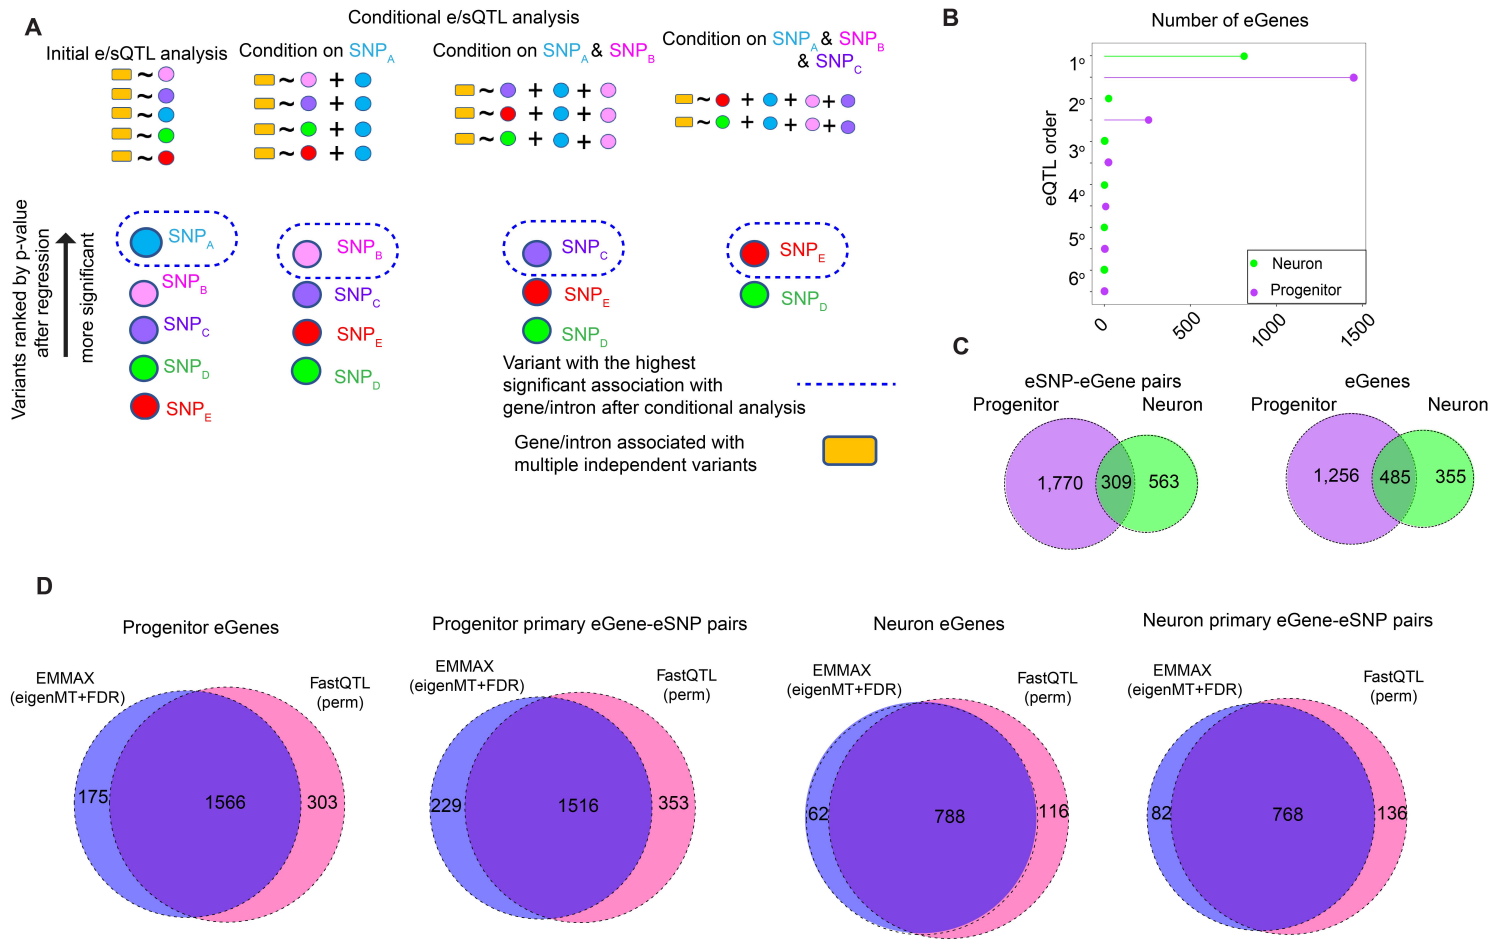 A
Conditional e/sQTL analysis
Initial e/sQTL analysis
Condition on SNPA
Condition on SNPA & SNPB
Condition on SNPA & SNPB
& SNPC
~
~
~
~
~
~ +
~ +
~ +
~ +
~ + +
~ + +
~ + +
~ + + +
~ + + +
Variants ranked by p-value
after regression
more significant
SNPA
SNPB
SNPC
SNPD
SNPE
SNPB
SNPC
SNPE
SNPD
SNPC
SNPE
SNPD
SNPE
SNPD
Variant with the highest
significant association with
gene/intron after conditional analysis
Gene/intron associated with
multiple independent variants
B
Number of eGenes
eQTL order
1o
2o
3o
4o
5o
6o
Neuron
Progenitor
0
500
1000
1500
C
eSNP-eGene pairs
Progenitor
Neuron
1,770
309
563
eGenes
Progenitor
Neuron
1,256
485
355
D
Progenitor eGenes
EMMAX
(eigenMT+FDR)
FastQTL
(perm)
175
1566
303
Progenitor primary eGene-eSNP pairs
EMMAX
(eigenMT+FDR)
FastQTL
(perm)
229
1516
353
Neuron eGenes
EMMAX
(eigenMT+FDR)
FastQTL
(perm)
62
788
116
Neuron primary eGene-eSNP pairs
EMMAX
(eigenMT+FDR)
FastQTL
(perm)
82
768
136